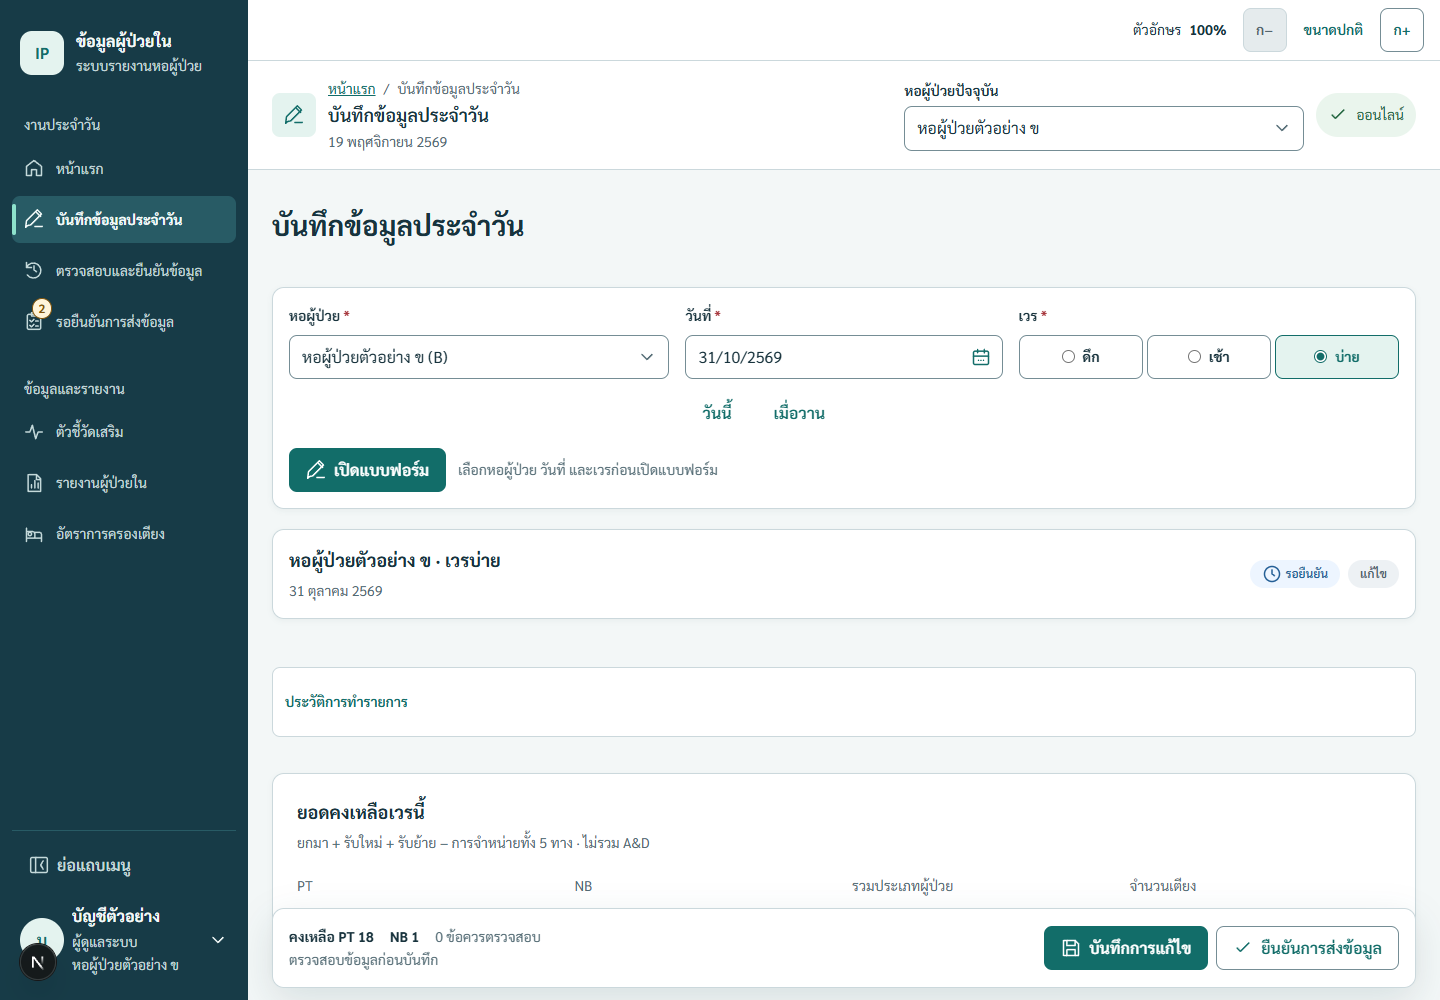 IP
ข้อมูลผู้ป่วยใน
ระบบรายงานหอผู้ป่วย
งานประจำวัน
หน้าแรก
บันทึกข้อมูลประจำวัน
ตรวจสอบและยืนยันข้อมูล
2
รอยืนยันการส่งข้อมูล
ข้อมูลและรายงาน
ตัวชี้วัดเสริม
รายงานผู้ป่วยใน
อัตราการครองเตียง
ย่อแถบเมนู
บัญชีตัวอย่าง
ผู้ดูแลระบบ
หอผู้ป่วยตัวอย่าง ข
N
ตัวอักษร 100% ก− ขนาดปกติ ก+
หน้าแรก / บันทึกข้อมูลประจำวัน
บันทึกข้อมูลประจำวัน
19 พฤศจิกายน 2569
หอผู้ป่วยปัจจุบัน
หอผู้ป่วยตัวอย่าง ข
ออนไลน์
บันทึกข้อมูลประจำวัน
หอผู้ป่วย * วันที่ * เวร *
หอผู้ป่วยตัวอย่าง ข (B) 31/10/2569 ดึก เช้า บ่าย
วันนี้ เมื่อวาน
เปิดแบบฟอร์ม เลือกหอผู้ป่วย วันที่ และเวรก่อนเปิดแบบฟอร์ม
หอผู้ป่วยตัวอย่าง ข · เวรบ่าย
31 ตุลาคม 2569
รอยืนยัน แก้ไข
ประวัติการทำรายการ
ยอดคงเหลือเวรนี้
ยกมา + รับใหม่ + รับย้าย − การจำหน่ายทั้ง 5 ทาง · ไม่รวม A&D
PT NB รวมประเภทผู้ป่วย จำนวนเตียง
คงเหลือ PT 18 NB 1 0 ข้อควรตรวจสอบ
ตรวจสอบข้อมูลก่อนบันทึก
บันทึกการแก้ไข ยืนยันการส่งข้อมูล